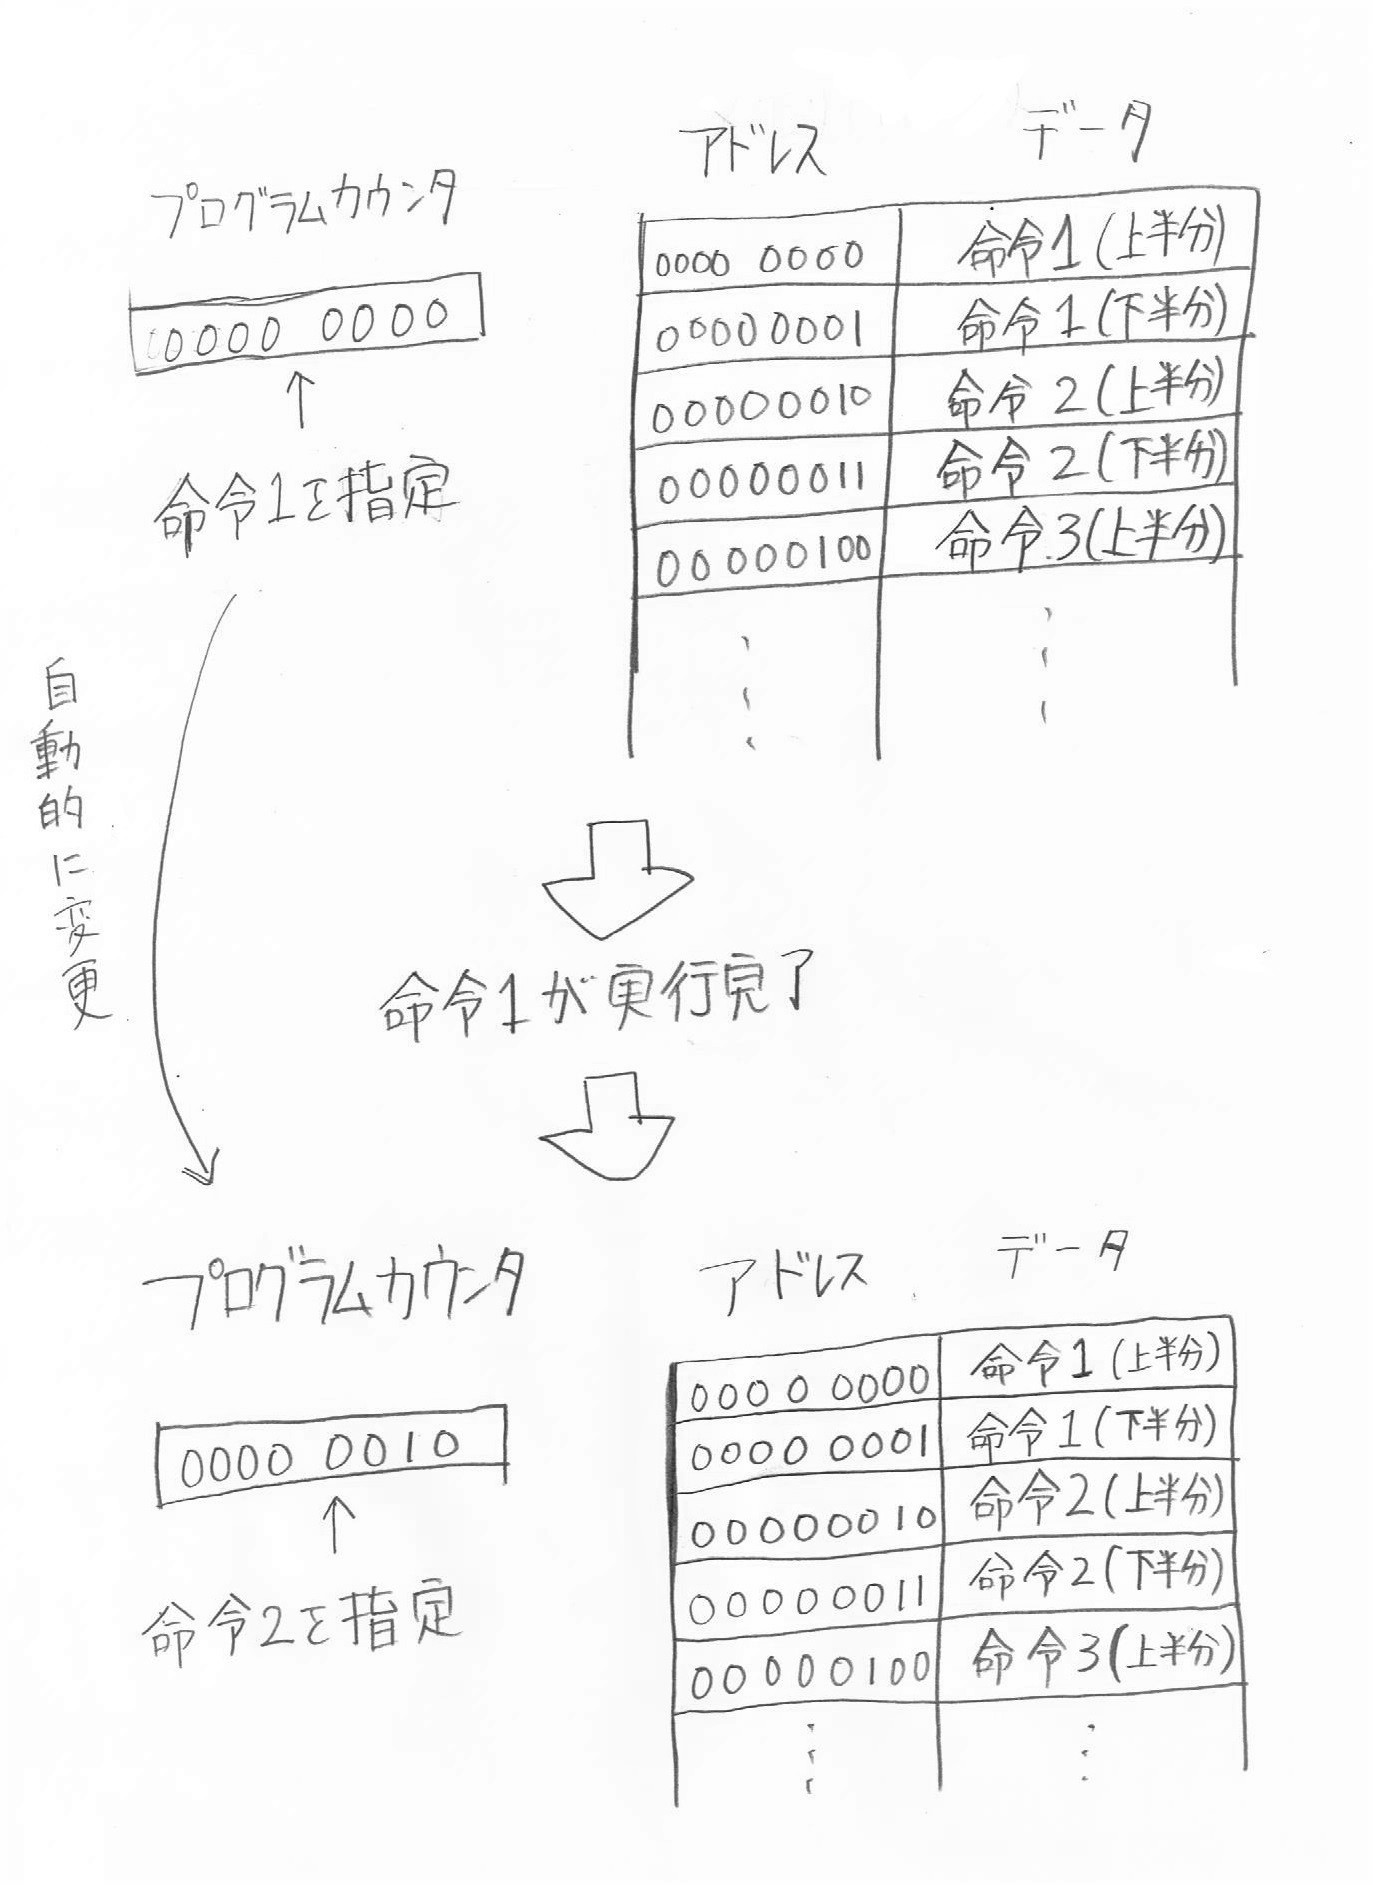 プログラムカウンタ
0000 0000
↑
命令1を指定
アドレス データ
0000 0000 命令1(上半分)
00000001 命令1(下半分)
00000010 命令2(上半分)
00000011 命令2(下半分)
00000100 命令3(上半分)
自動的に変更
命令1が実行完了
プログラムカウンタ
0000 0010
↑
命令2を指定
アドレス データ
0000 0000 命令1(上半分)
0000 0001 命令1(下半分)
00000010 命令2(上半分)
00000011 命令2(下半分)
00000100 命令3(上半分)